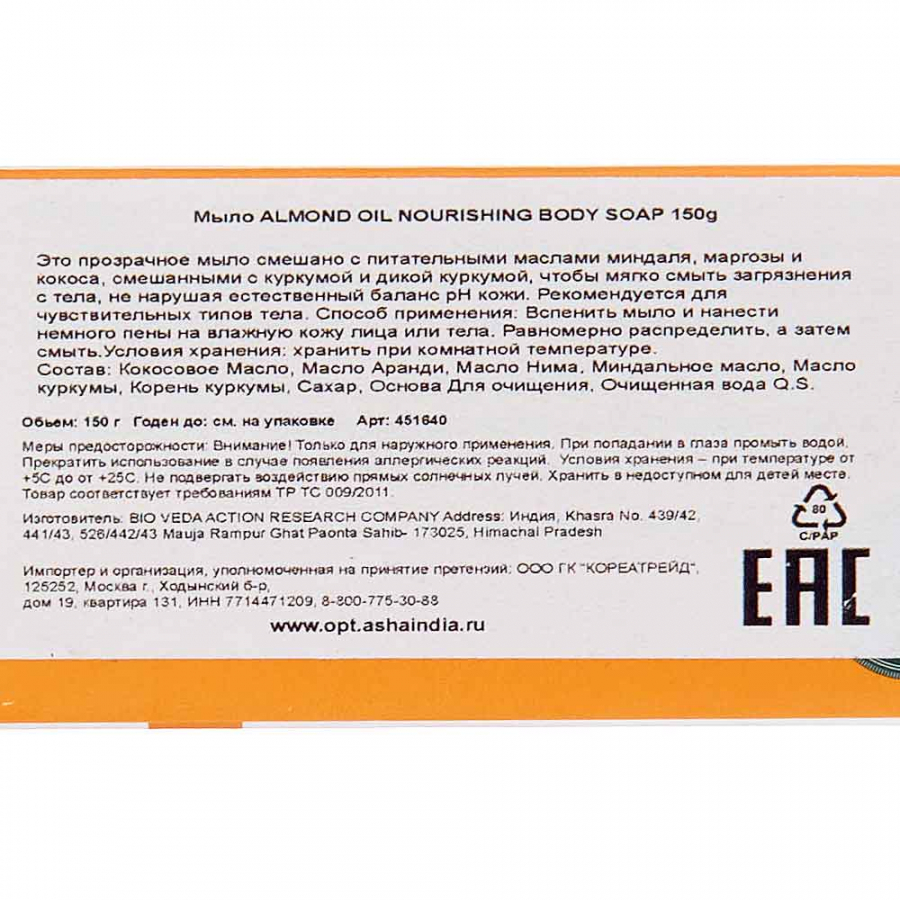 Мыло ALMOND OIL NOURISHING BODY SOAP 150g
Это прозрачное мыло смешано с питательными маслами миндаля, маргозы и
кокоса, смешанными с куркумой и дикой куркумой, чтобы мягко смыть загрязнения
с тела, не нарушая естественный баланс pH кожи. Рекомендуется для
чувствительных типов тела. Способ применения: Вспенить мыло и нанести
немного пены на влажную кожу лица или тела. Равномерно распределить, а затем
смыть.Условия хранения: хранить при комнатной температуре.
Состав: Кокосовое Масло, Масло Аранди, Масло Нима, Миндальное масло, Масло
куркумы, Корень куркумы, Сахар, Основа Для очищения, Очищенная вода Q.S.
Объем: 150 г Годен до: см. на упаковке Арт: 451640
Меры предосторожности: Внимание! Только для наружного применения. При попадании в глаза промыть водой.
Прекратить использование в случае появления аллергических реакций. Условия хранения – при температуре от
+5С до от +25С. Не подвергать воздействию прямых солнечных лучей. Хранить в недоступном для детей месте.
Товар соответствует требованиям ТР ТС 009/2011.
80
C/PAP
Изготовитель: BIO VEDA ACTION RESEARCH COMPANY Address: Индия, Khasra No. 439/42,
441/43, 526/442/43 Mauja Rampur Ghat Paonta Sahib- 173025, Himachal Pradesh
EAC
Импортер и организация, уполномоченная на принятие претензий: ООО ГК "КОРЕАТРЕЙД",
125252, Москва г, Ходынский б-р,
дом 19, квартира 131, ИНН 7714471209, 8-800-775-30-88
www.opt.ashaindia.ru